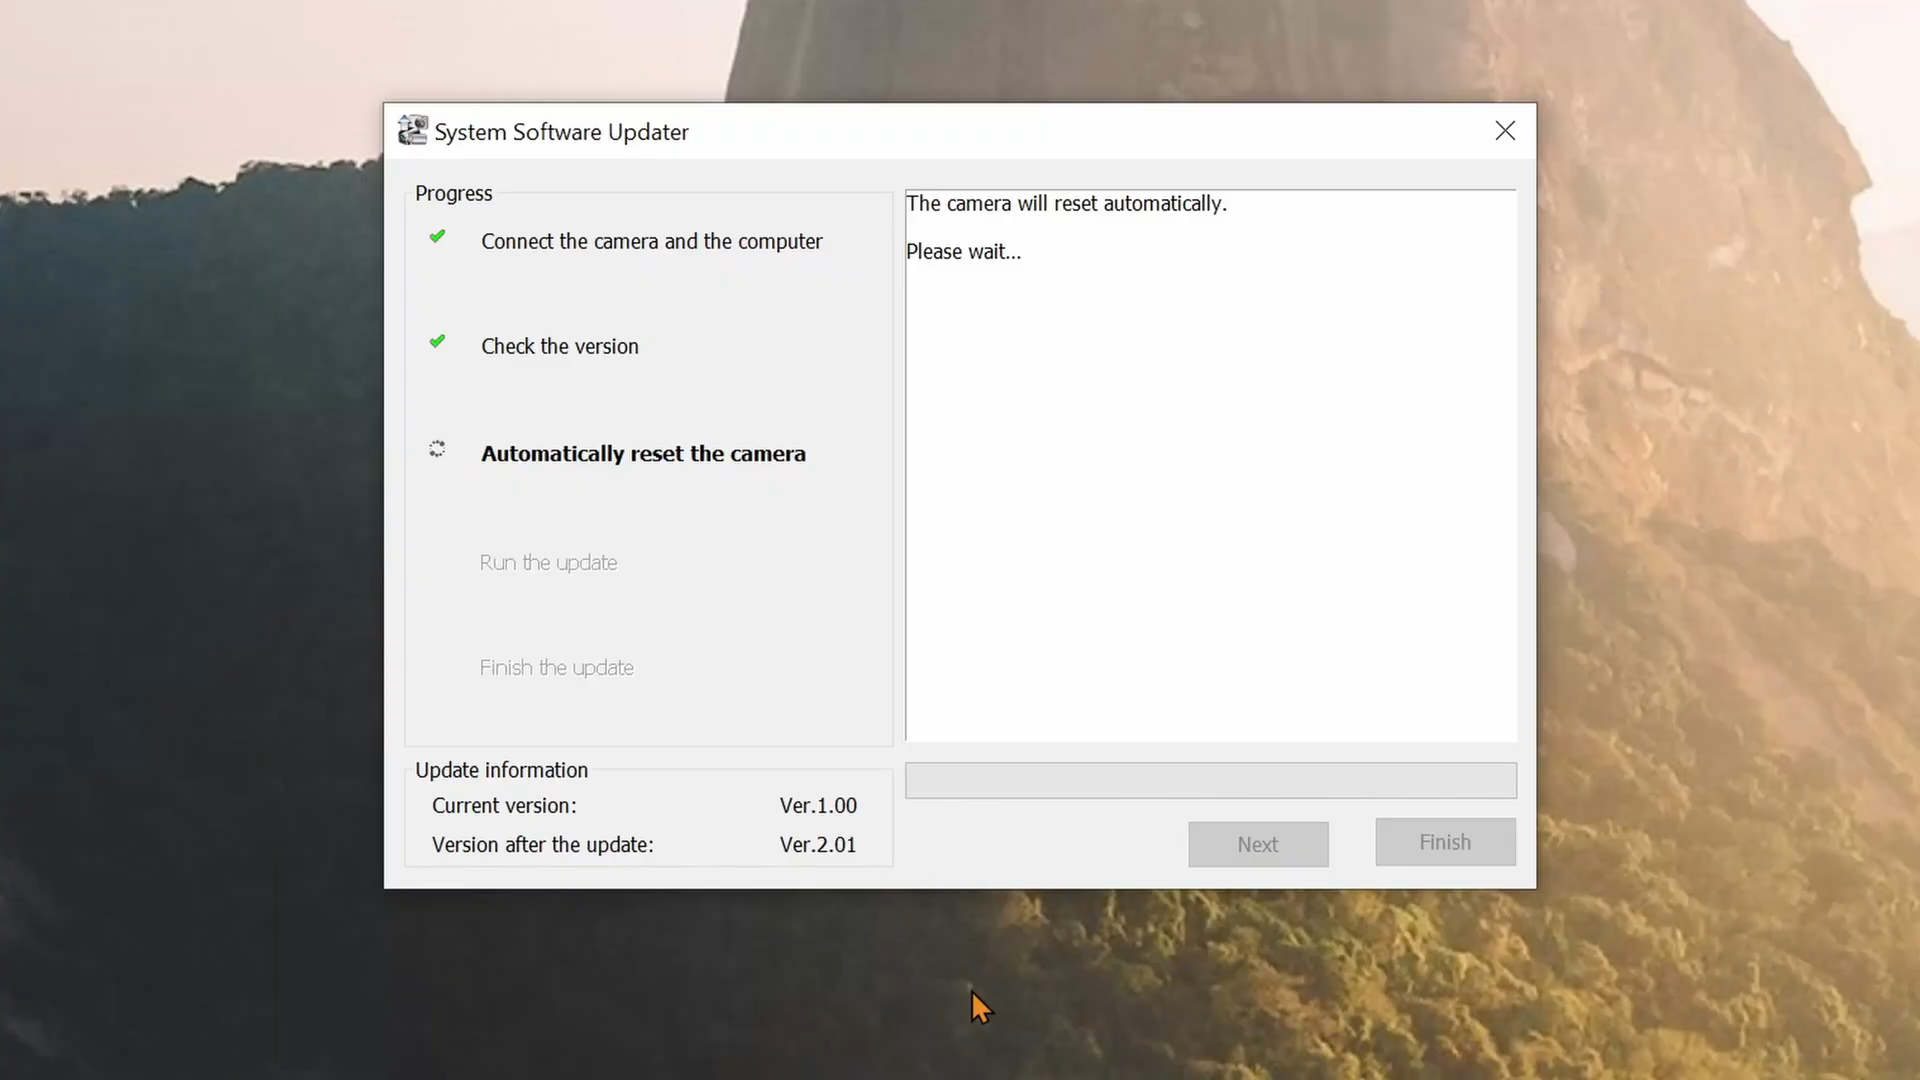 System Software Updater
Progress
Connect the camera and the computer
Check the version
Automatically reset the camera
Run the update
Finish the update
The camera will reset automatically.
Please wait...
Update information
Current version: Ver.1.00
Version after the update: Ver.2.01
Next
Finish